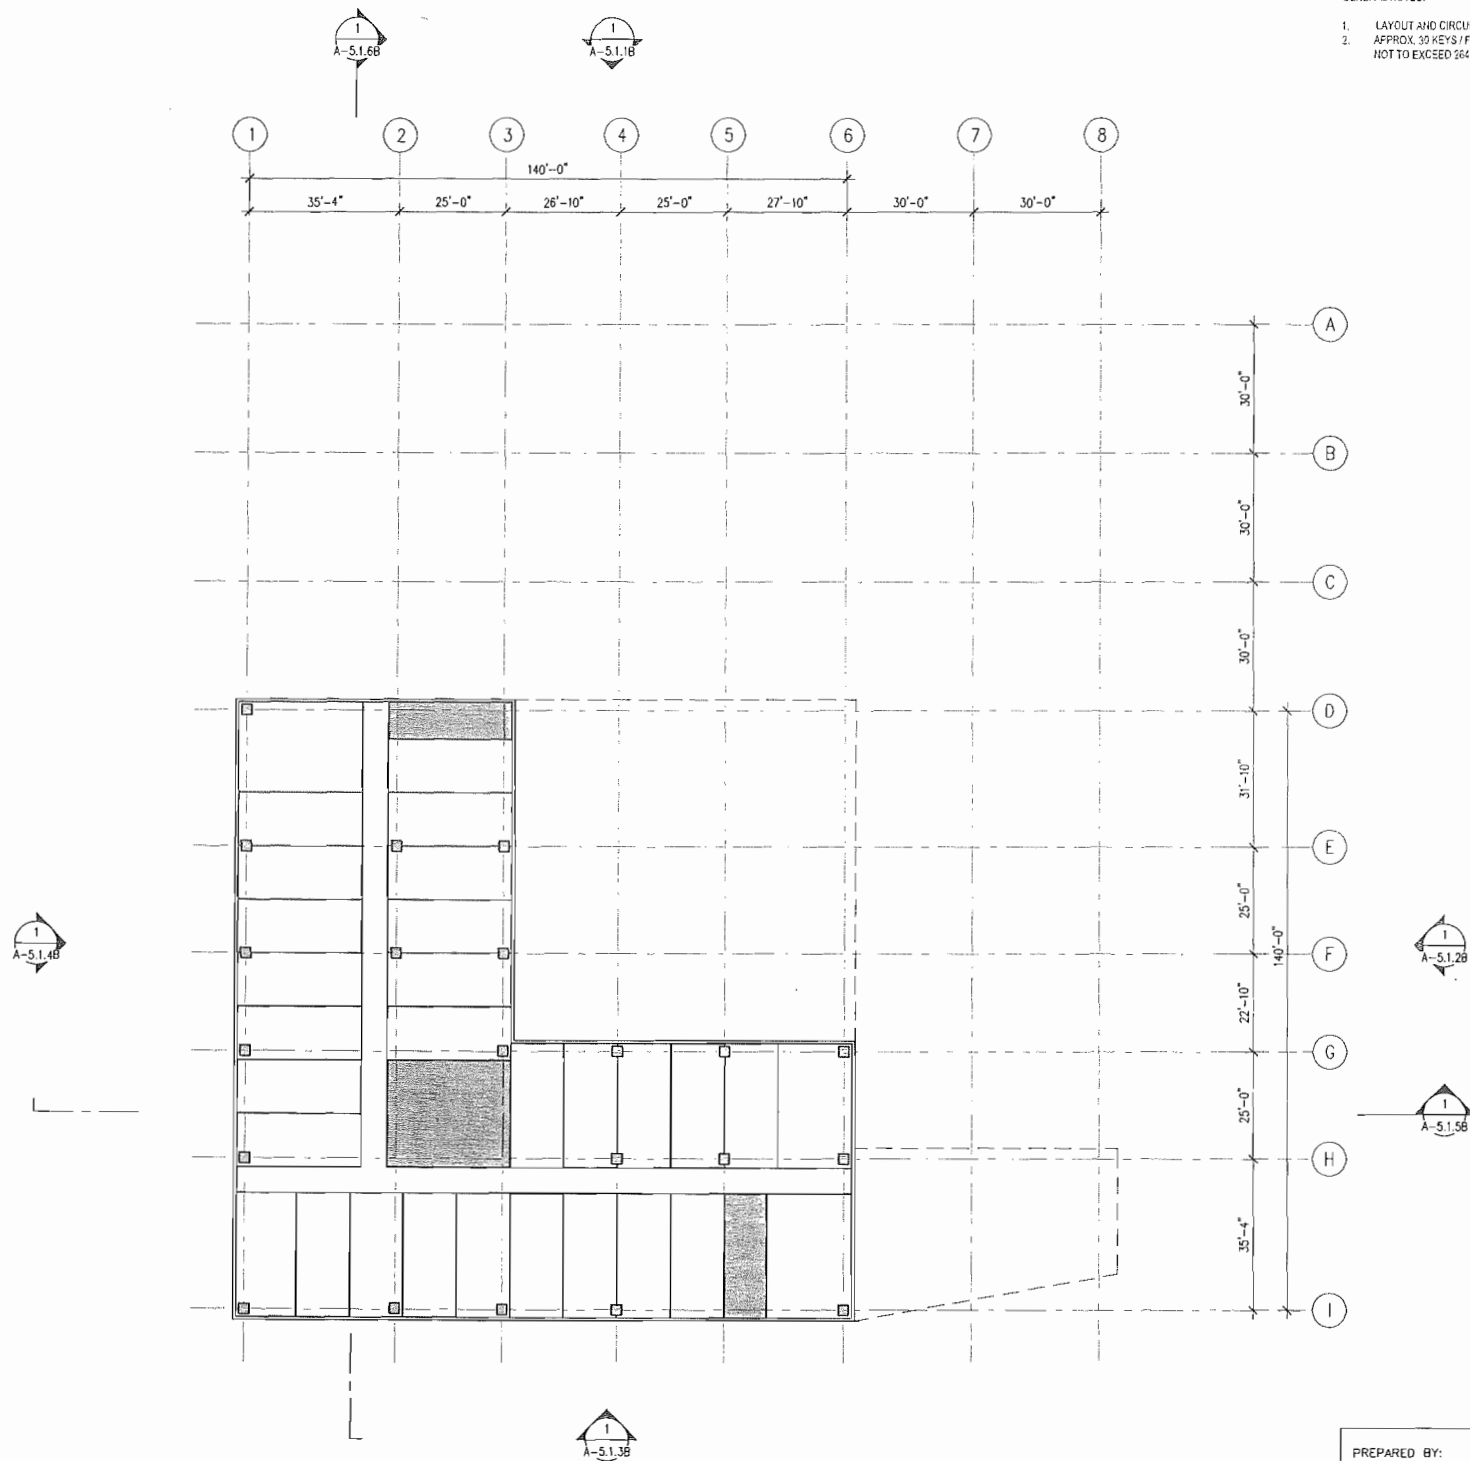 1. LAYOUT AND
2. APPROX. 30 KEYS /
NOT TO EXCEED 264
1
A-5.1.6B
1
A-5.1.1B
1 2 3 4 5 6 7 8
140'-0"
35'-4" 25'-0" 26'-10" 25'-0" 27'-10" 30'-0" 30'-0"
A
30'-0"
B
30'-0"
C
30'-0"
D
31'-10"
E
25'-0"
1
A-5.1.4B
F
140'-0"
1
A-5.1.2B
22'-10"
G
25'-0"
1
A-5.1.5B
H
35'-4"
I
1
A-5.1.3B
PREPARED BY: